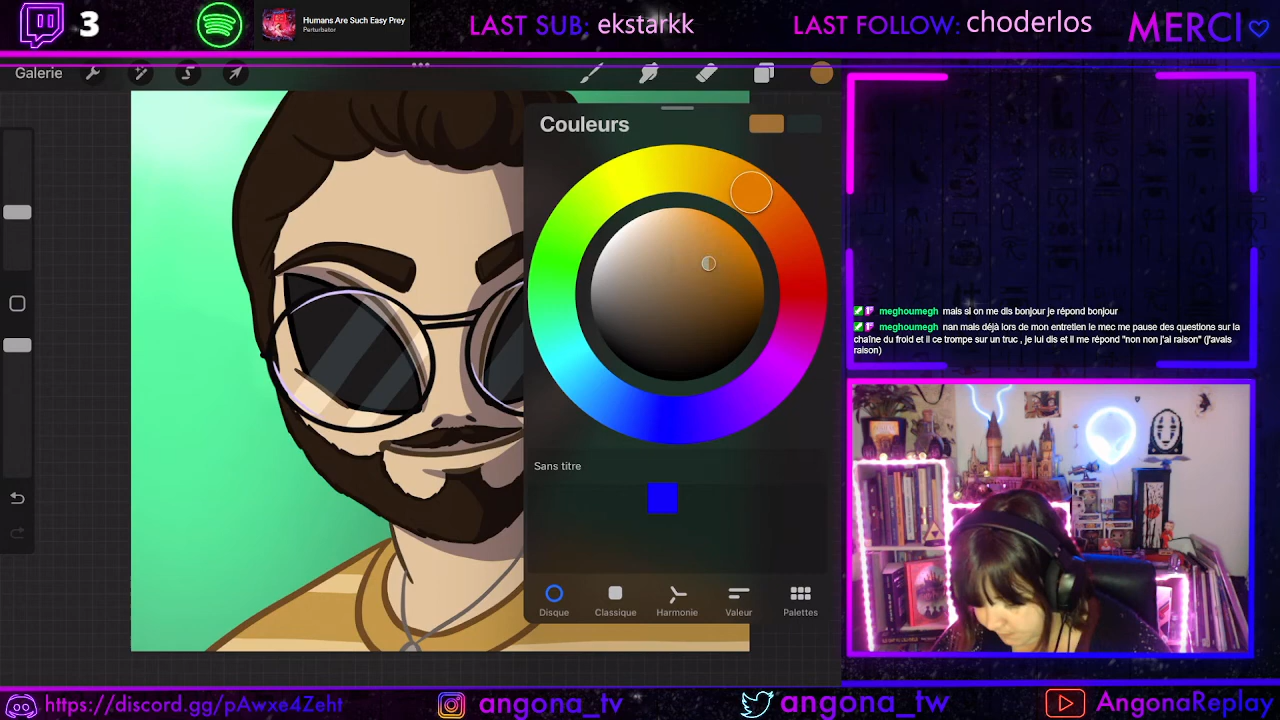 3
Humans Are Such Easy Prey
Perturbator
LAST SUB: ekstarkk
LAST FOLLOW: choderlos
MERCI
Galerie
Couleurs
Sans titre
Disque
Classique
Harmonie
Valeur
Palettes
meghoumegh mais si on me dis bonjour je répond bonjour
meghoumegh nan mais déjà lors de mon entretien le mec me pause des questions sur la
chaîne du froid et il ce trompe sur un truc , je lui dis et il me répond "non non j'ai raison" (j'avais
raison)
https://discord.gg/pAwxe4Zeht
angona_tv
angona_tw
AngonaReplay